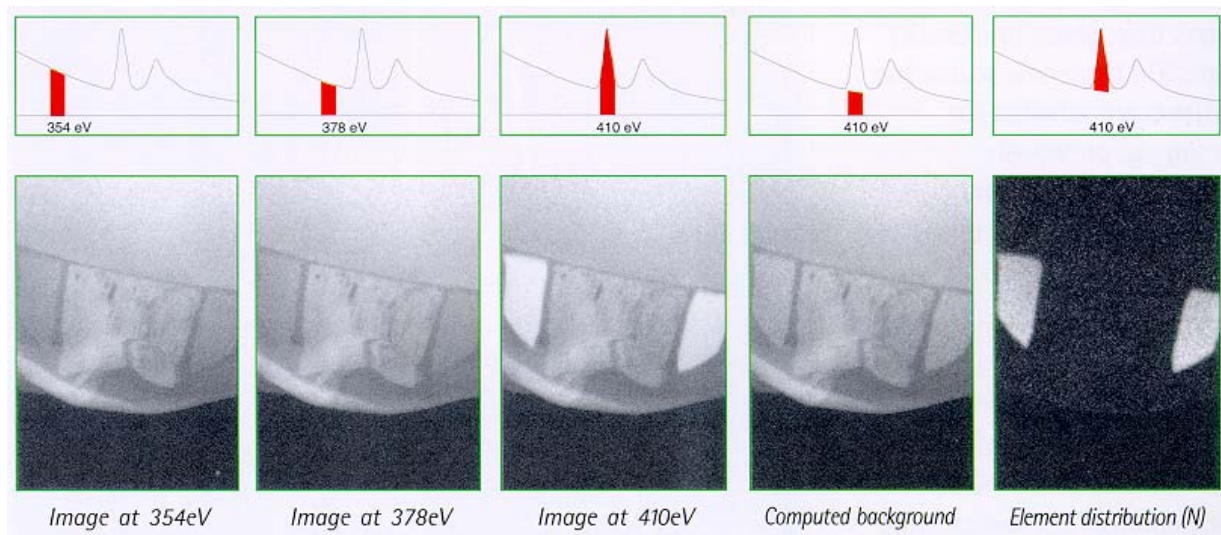 354 eV
378 eV
410 eV
410 eV
410 eV
Image at 354eV
Image at 378eV
Image at 410eV
Computed background
Element distribution (N)